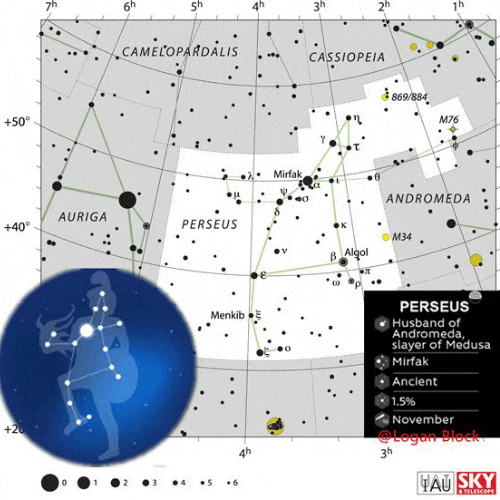 7h 6h 5h 4h 3h 2h 1h
CAMELOPARDALIS
CASSIOPEIA
+50°
η
869/884
M76
γ
τ
φ
Mirfak
α
λ
ι
θ
μ
ψ
σ
δ
+40°
AURIGA
PERSEUS
ANDROMEDA
κ
M34
ν
β
Algol
π
ε
ω
ρ
Menkib
ξ
ζ
ο
PERSEUS
Husband of
Andromeda,
slayer of Medusa
Mirfak
Ancient
1.5%
November
@Logan Block
4h 3h
0 1 2 3 4 5 6
IAU
SKY
& TELESCOPE